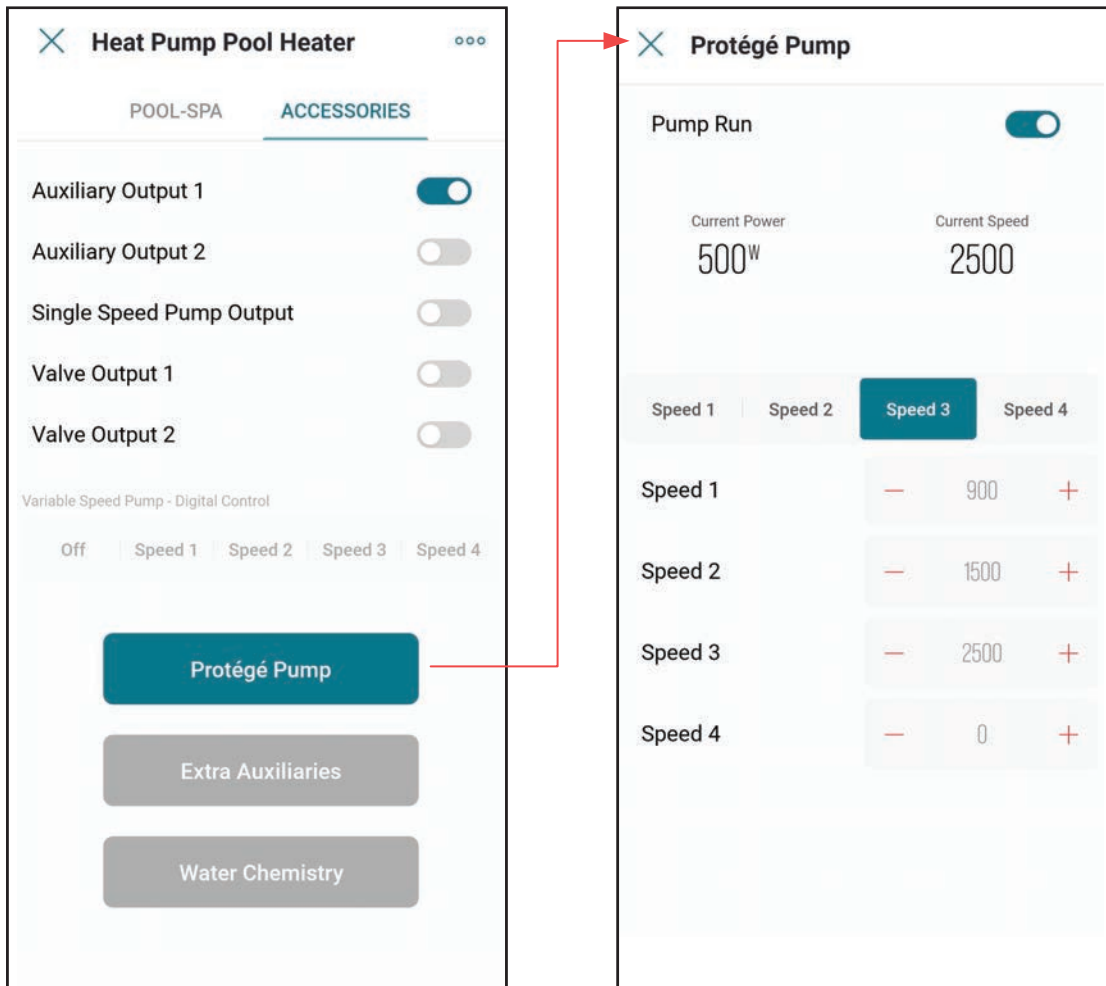 Heat Pump Pool Heater
POOL-SPA ACCESSORIES
Auxiliary Output 1
Auxiliary Output 2
Single Speed Pump Output
Valve Output 1
Valve Output 2
Variable Speed Pump - Digital Control
Off Speed 1 Speed 2 Speed 3 Speed 4
Protégé Pump
Extra Auxiliaries
Water Chemistry
Protégé Pump
Pump Run
Current Power Current Speed
500W 2500
Speed 1 Speed 2 Speed 3 Speed 4
Speed 1 − 900 +
Speed 2 − 1500 +
Speed 3 − 2500 +
Speed 4 − 0 +